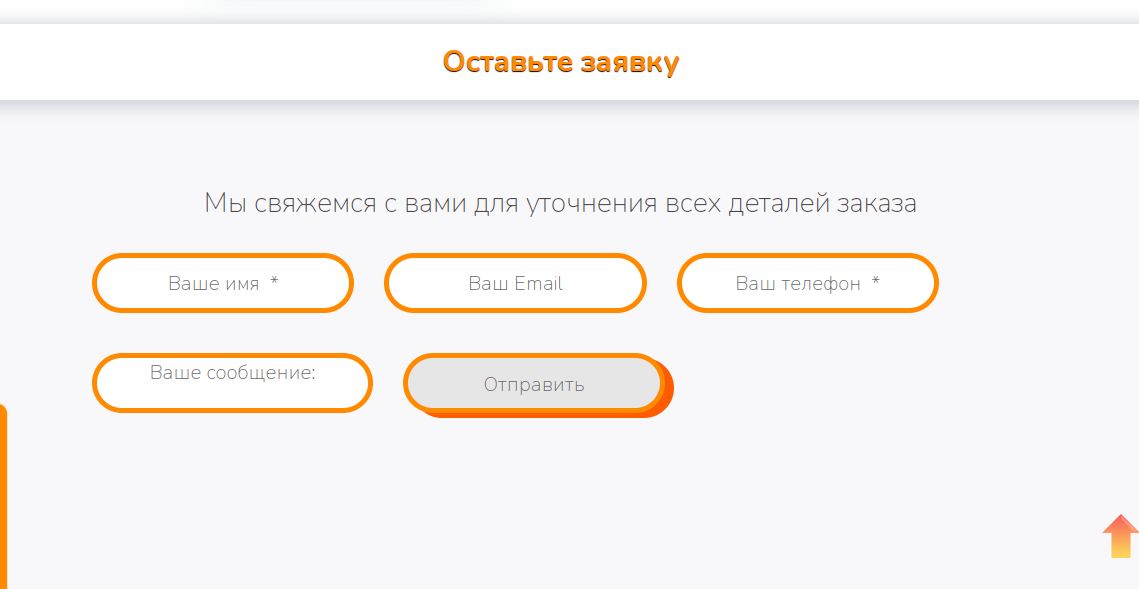 Оставьте заявку
Мы свяжемся с вами для уточнения всех деталей заказа
Ваше имя *
Ваш Email
Ваш телефон *
Ваше сообщение:
Отправить